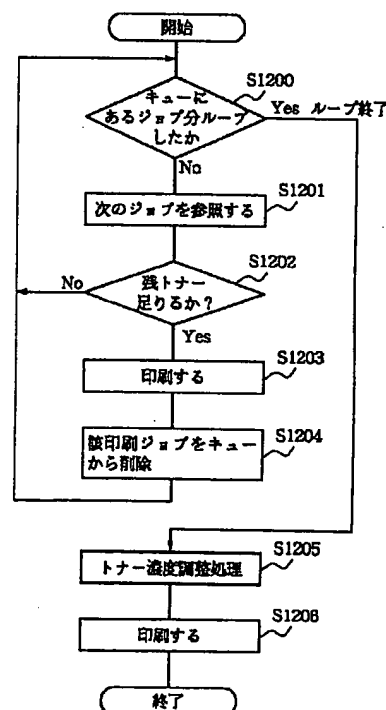 開始
S1200
キューに
あるジョブ分ループ
したか
Yes ループ終了
No
S1201
次のジョブを参照する
S1202
No
残トナー
足りるか?
Yes
S1203
印刷する
S1204
該印刷ジョブをキュー
から削除
S1205
トナー濃度調整処理
S1206
印刷する
終了